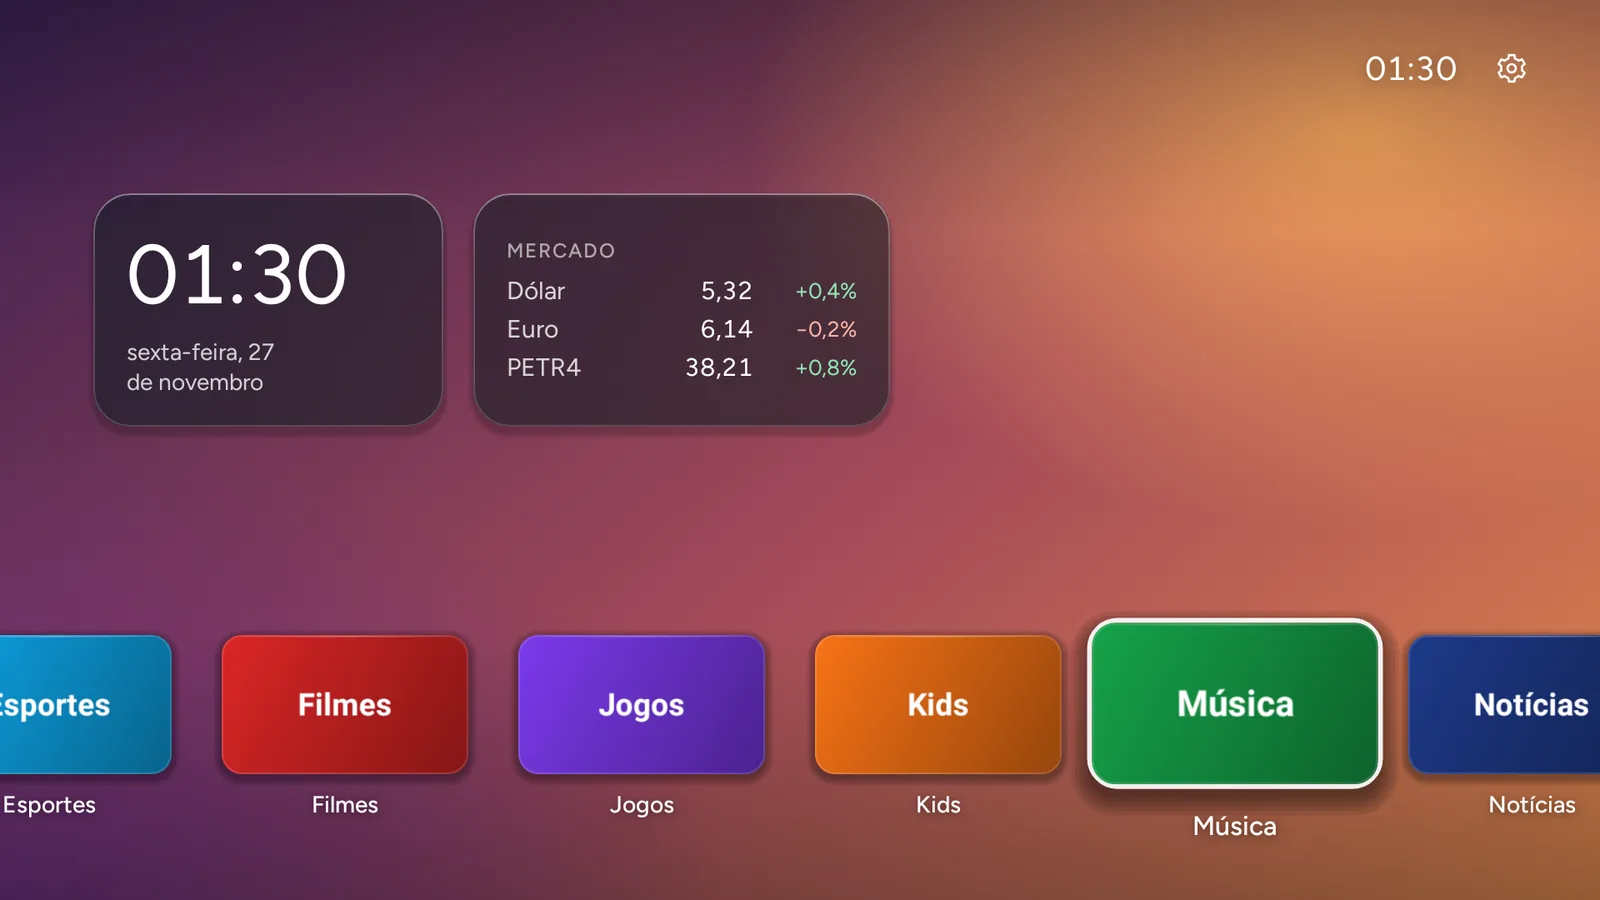 01:30
01:30
sexta-feira, 27
de novembro
MERCADO
Dólar 5,32 +0,4%
Euro 6,14 −0,2%
PETR4 38,21 +0,8%
Esportes
Filmes
Jogos
Kids
Música
Notícias
Esportes
Filmes
Jogos
Kids
Música
Notícias